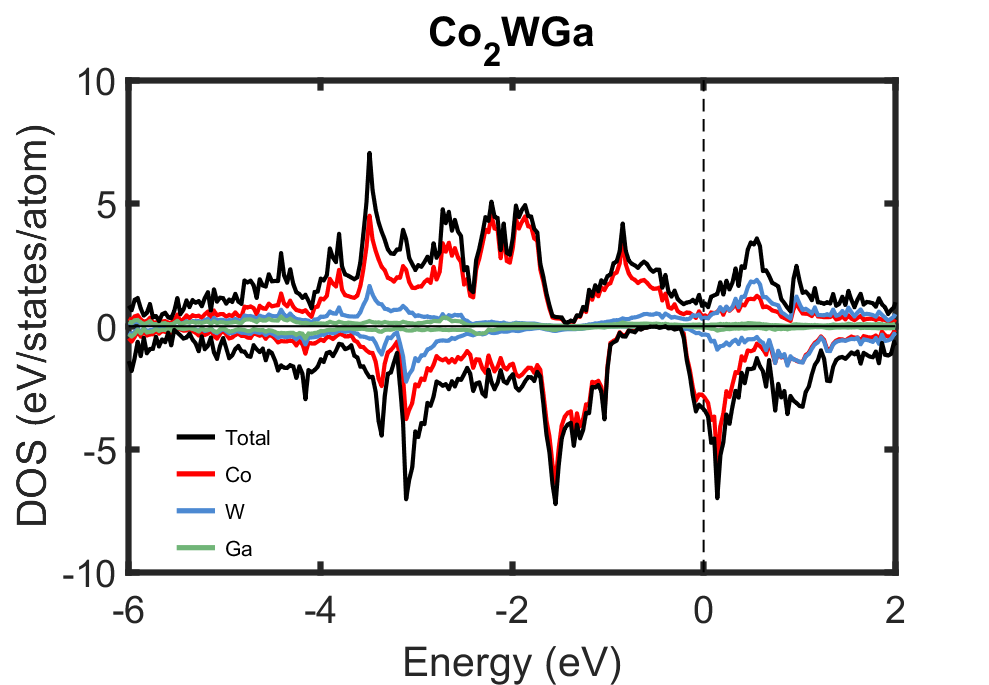 Co₂WGa
DOS (eV/states/atom)
10
5
0
-5
-10
Total
Co
W
Ga
-6 -4 -2 0 2
Energy (eV)